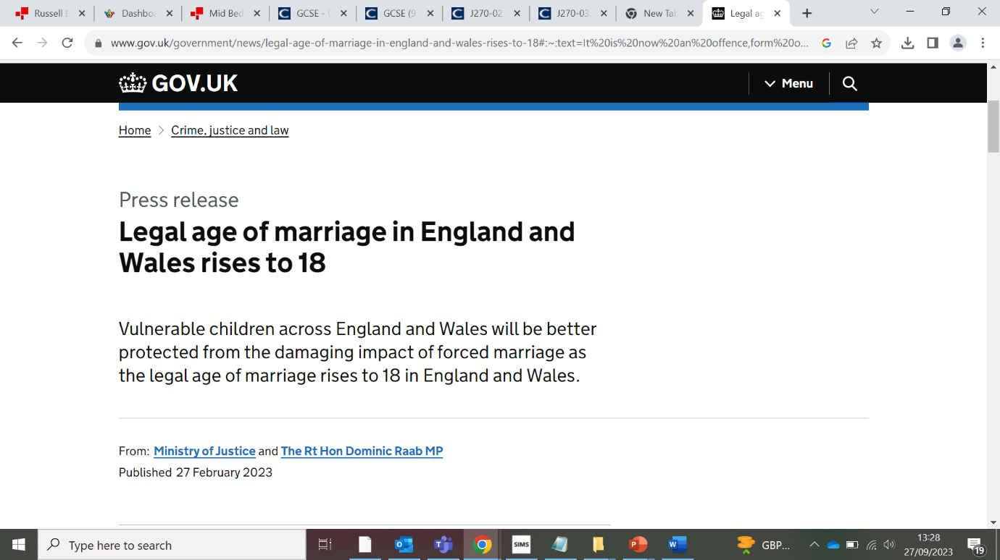 Russell B
Dashboa
Mid Bed
GCSE - G
GCSE (9
J270-02
J270-03
New Tab
Legal ag
www.gov.uk/government/news/legal-age-of-marriage-in-england-and-wales-rises-to-18#:~:text=It%20is%20now%20an%20offence,form%20o...
GOV.UK
Menu
Home > Crime, justice and law
Press release
Legal age of marriage in England and
Wales rises to 18
Vulnerable children across England and Wales will be better
protected from the damaging impact of forced marriage as
the legal age of marriage rises to 18 in England and Wales.
From: Ministry of Justice and The Rt Hon Dominic Raab MP
Published 27 February 2023
Type here to search
SIMS
GBP...
13:28
27/09/2023
19